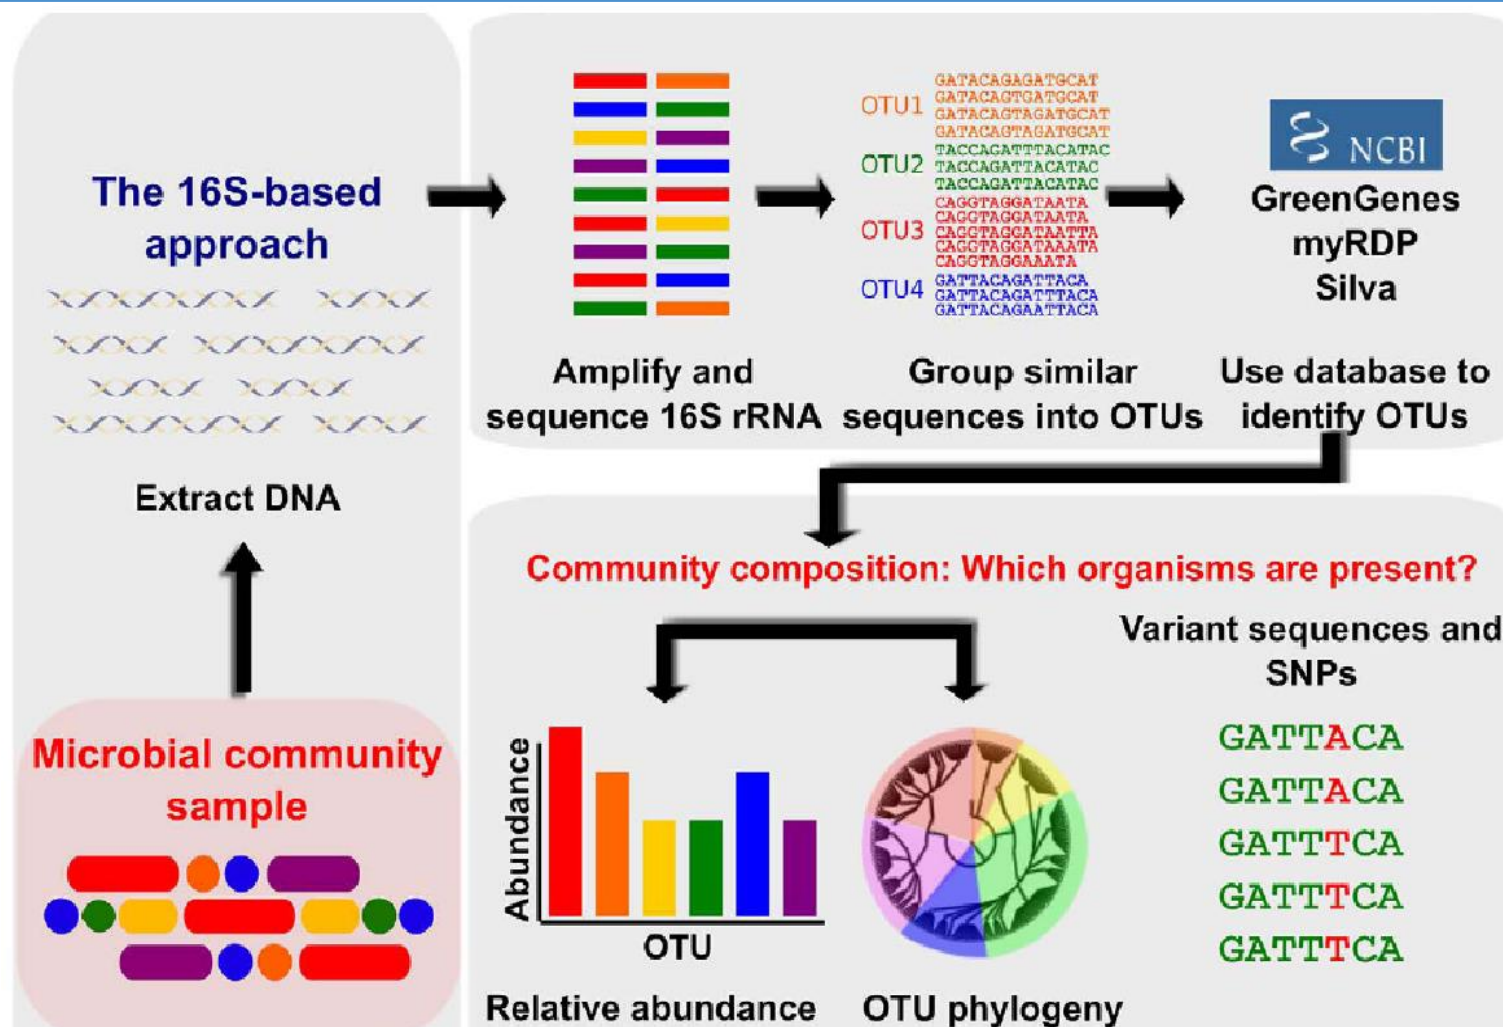 The 16S-based
approach
Extract DNA
Microbial community
sample
OTU1
GATACAGAGATGCAT
GATACAGTGATGCAT
GATACAGTAGATGCAT
GATACAGTAGATGCAT
OTU2
TACCAGATTTACATAC
TACCAGATTACATAC
TACCAGATTACATAC
OTU3
CAGGTAGGATAATA
CAGGTAGGATAATA
CAGGTAGGATAATTA
CAGGTAGGATAAATA
CAGGTAGGAAATA
OTU4
GATTACAGATTACA
GATTACAGATTTACA
GATTACAGAATTACA
NCBI
GreenGenes
myRDP
Silva
Amplify and
sequence 16S rRNA
Group similar
sequences into OTUs
Use database to
identify OTUs
Community composition: Which organisms are present?
Abundance
OTU
Relative abundance
OTU phylogeny
Variant sequences and
SNPs
GATTACA
GATTACA
GATTTCA
GATTTCA
GATTTCA